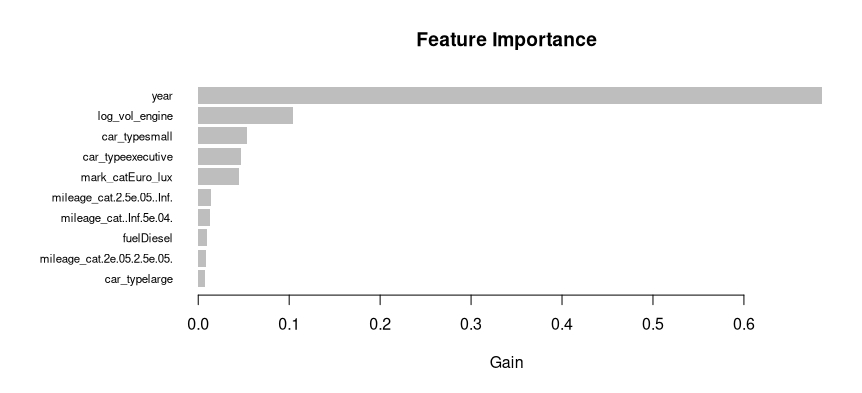 Feature Importance
year
log_vol_engine
car_typesmall
car_typeexecutive
mark_catEuro_lux
mileage_cat.2.5e.05..Inf.
mileage_cat..Inf.5e.04.
fuelDiesel
mileage_cat.2e.05.2.5e.05.
car_typelarge
0.0 0.1 0.2 0.3 0.4 0.5 0.6
Gain